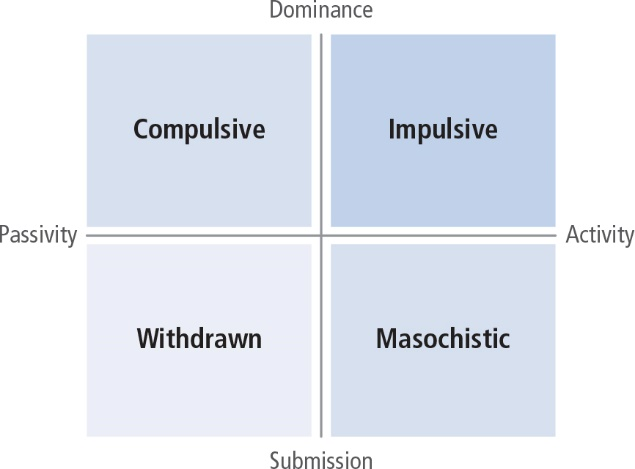 Dominance
Compulsive
Impulsive
Passivity
Activity
Withdrawn
Masochistic
Submission